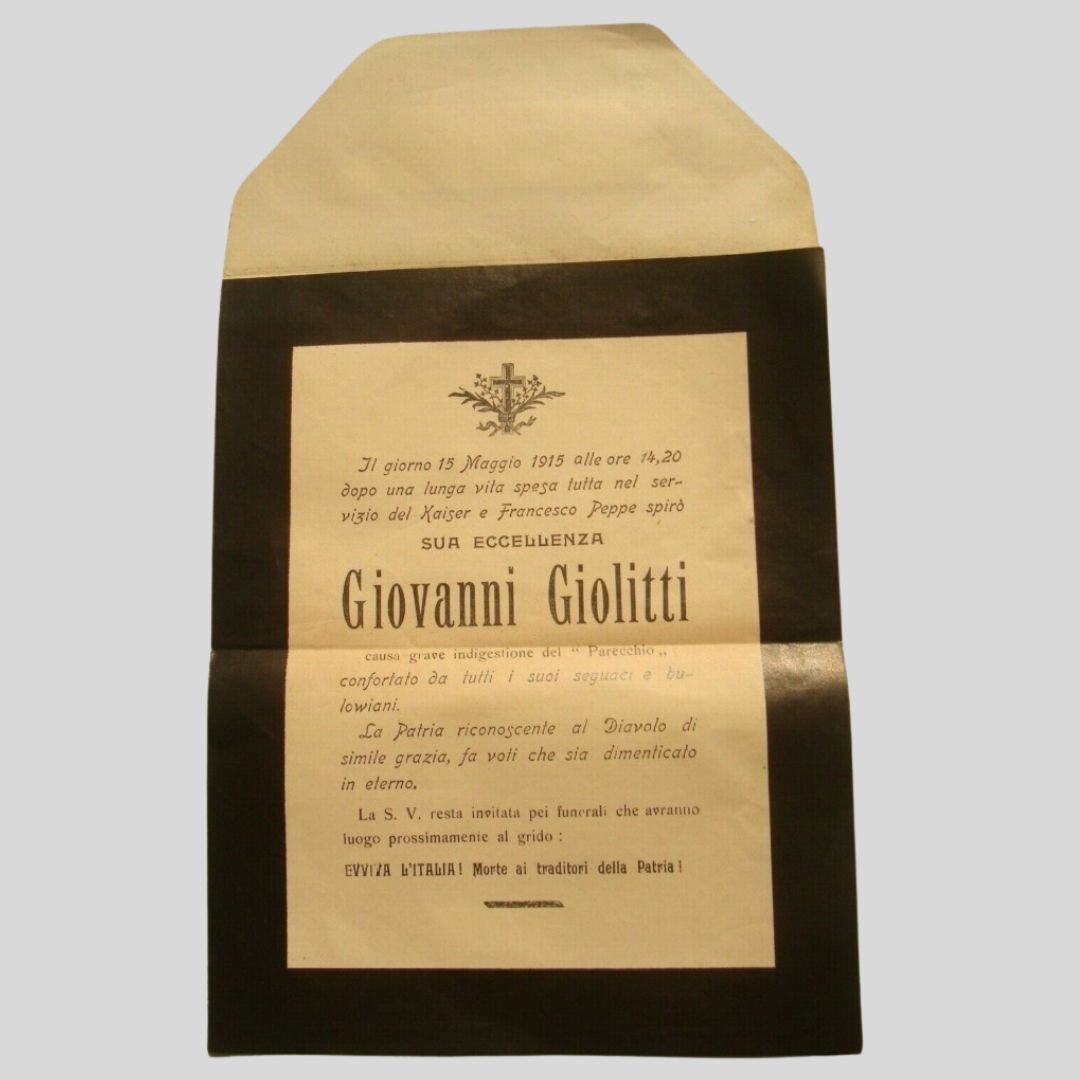 Il giorno 15 Maggio 1915 alle ore 14,20
dopo una lunga vita spesa tutta nel ser-
vizio del Kaiser e Francesco Peppe spirò
SUA ECCELLENZA
Giovanni Giolitti
causa grave indigestione del “ Parecchio „
confortato da tutti i suoi seguaci e bu-
lowiani.
La Patria riconoscente al Diavolo di
simile grazia, fa voti che sia dimenticato
in eterno.
La S. V. resta invitata pei funerali che avranno
luogo prossimamente al grido :
EVVIVA L'ITALIA! Morte ai traditori della Patria !